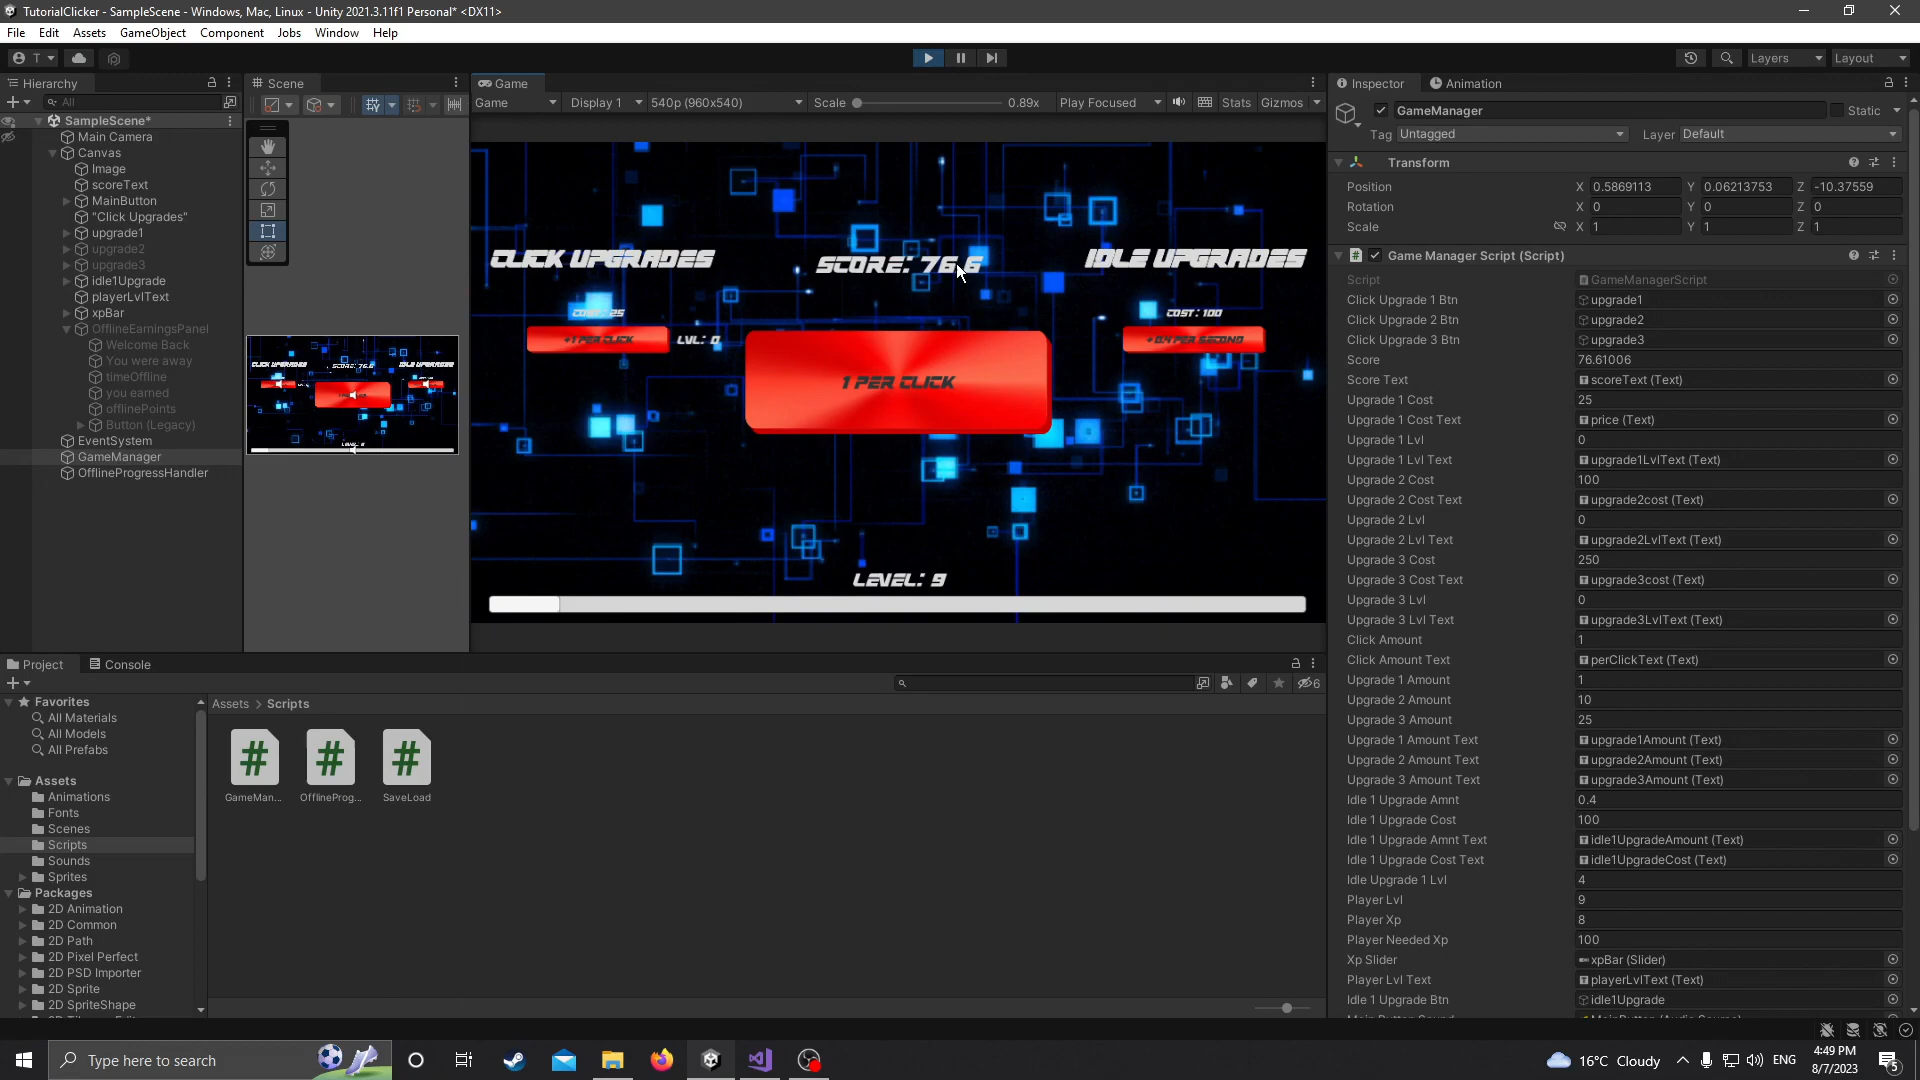 TutorialClicker - SampleScene - Windows, Mac, Linux - Unity 2021.3.11f1 Personal* <DX11>
File Edit Assets GameObject Component Jobs Window Help
T Layers Layout
Hierarchy
All
SampleScene*
Main Camera
Canvas
Image
scoreText
MainButton
"Click Upgrades"
upgrade1
upgrade2
upgrade3
idle1Upgrade
playerLvlText
xpBar
OfflineEarningsPanel
Welcome Back
You were away
timeOffline
you earned
offlinePoints
Button (Legacy)
EventSystem
GameManager
OfflineProgressHandler
Scene
Game
Game Display 1 540p (960x540) Scale 0.89x Play Focused Stats Gizmos
CLICK UPGRADES
SCORE: 76.6
IDLE UPGRADES
COST: 25
+1 PER CLICK
LVL: 0
1 PER CLICK
COST: 100
+ 0.4 PER SECOND
LEVEL: 9
Project Console
6
Favorites
All Materials
All Models
All Prefabs
Assets
Animations
Fonts
Scenes
Scripts
Sounds
Sprites
Packages
2D Animation
2D Common
2D Path
2D Pixel Perfect
2D PSD Importer
2D Sprite
2D SpriteShape
Assets > Scripts
GameMan...
OfflineProg...
SaveLoad
Inspector Animation
GameManager Static
Tag Untagged Layer Default
Transform
Position X 0.5869113 Y 0.06213753 Z -10.37559
Rotation X 0 Y 0 Z 0
Scale X 1 Y 1 Z 1
Game Manager Script (Script)
Script GameManagerScript
Click Upgrade 1 Btn upgrade1
Click Upgrade 2 Btn upgrade2
Click Upgrade 3 Btn upgrade3
Score 76.61006
Score Text scoreText (Text)
Upgrade 1 Cost 25
Upgrade 1 Cost Text price (Text)
Upgrade 1 Lvl 0
Upgrade 1 Lvl Text upgrade1LvlText (Text)
Upgrade 2 Cost 100
Upgrade 2 Cost Text upgrade2cost (Text)
Upgrade 2 Lvl 0
Upgrade 2 Lvl Text upgrade2LvlText (Text)
Upgrade 3 Cost 250
Upgrade 3 Cost Text upgrade3cost (Text)
Upgrade 3 Lvl 0
Upgrade 3 Lvl Text upgrade3LvlText (Text)
Click Amount 1
Click Amount Text perClickText (Text)
Upgrade 1 Amount 1
Upgrade 2 Amount 10
Upgrade 3 Amount 25
Upgrade 1 Amount Text upgrade1Amount (Text)
Upgrade 2 Amount Text upgrade2Amount (Text)
Upgrade 3 Amount Text upgrade3Amount (Text)
Idle 1 Upgrade Amnt 0.4
Idle 1 Upgrade Cost 100
Idle 1 Upgrade Amnt Text idle1UpgradeAmount (Text)
Idle 1 Upgrade Cost Text idle1UpgradeCost (Text)
Idle Upgrade 1 Lvl 4
Player Lvl 9
Player Xp 8
Player Needed Xp 100
Xp Slider xpBar (Slider)
Player Lvl Text playerLvlText (Text)
Idle 1 Upgrade Btn idle1Upgrade
Type here to search
16°C Cloudy
ENG
4:49 PM
8/7/2023
5